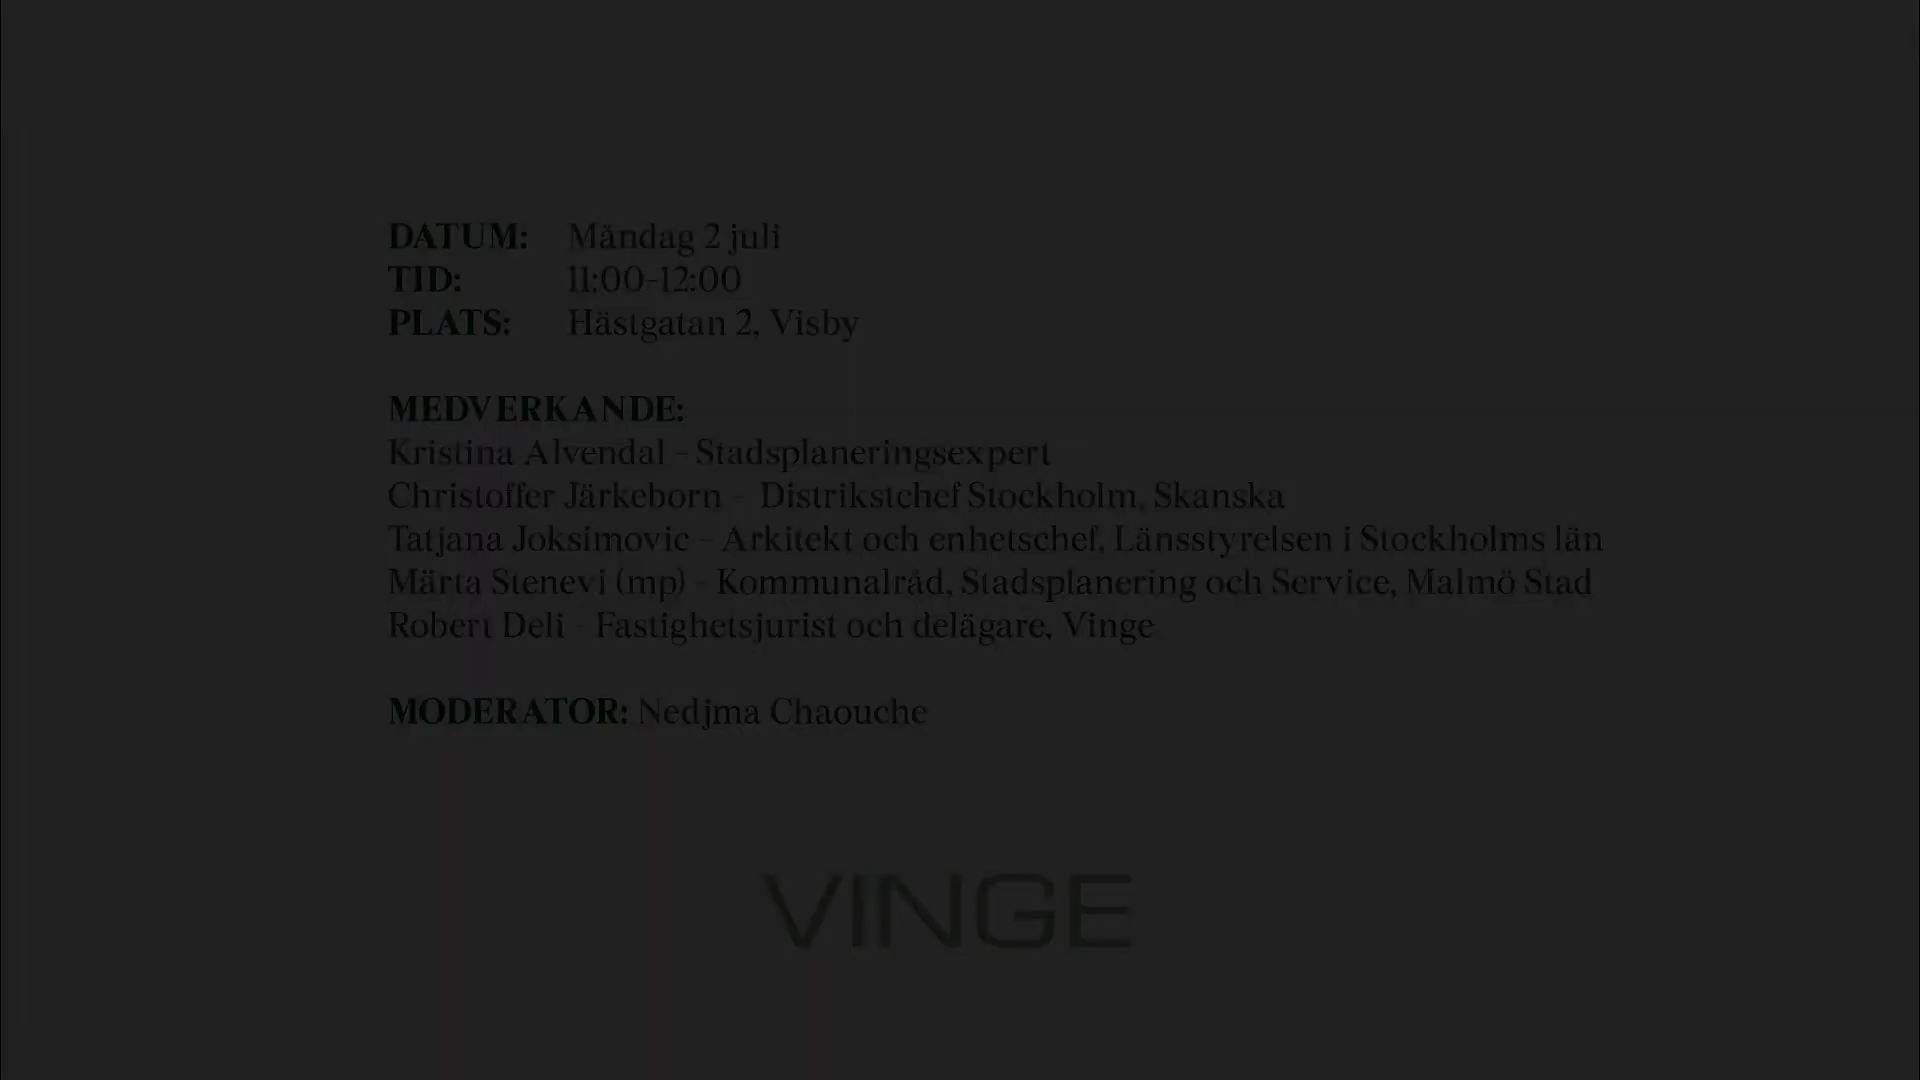 DATUM: Måndag 2 juli
TID: 11:00-12:00
PLATS: Hästgatan 2, Visby
MEDVERKANDE:
Kristina Alvendal - Stadsplaneringsexpert
Christoffer Järkeborn - Distrikstchef Stockholm, Skanska
Tatjana Joksimovic - Arkitekt och enhetschef, Länsstyrelsen i Stockholms län
Märta Stenevi (mp) - Kommunalråd, Stadsplanering och Service, Malmö Stad
Robert Deli - Fastighetsjurist och delägare, Vinge
MODERATOR: Nedjma Chaouche
VINGE